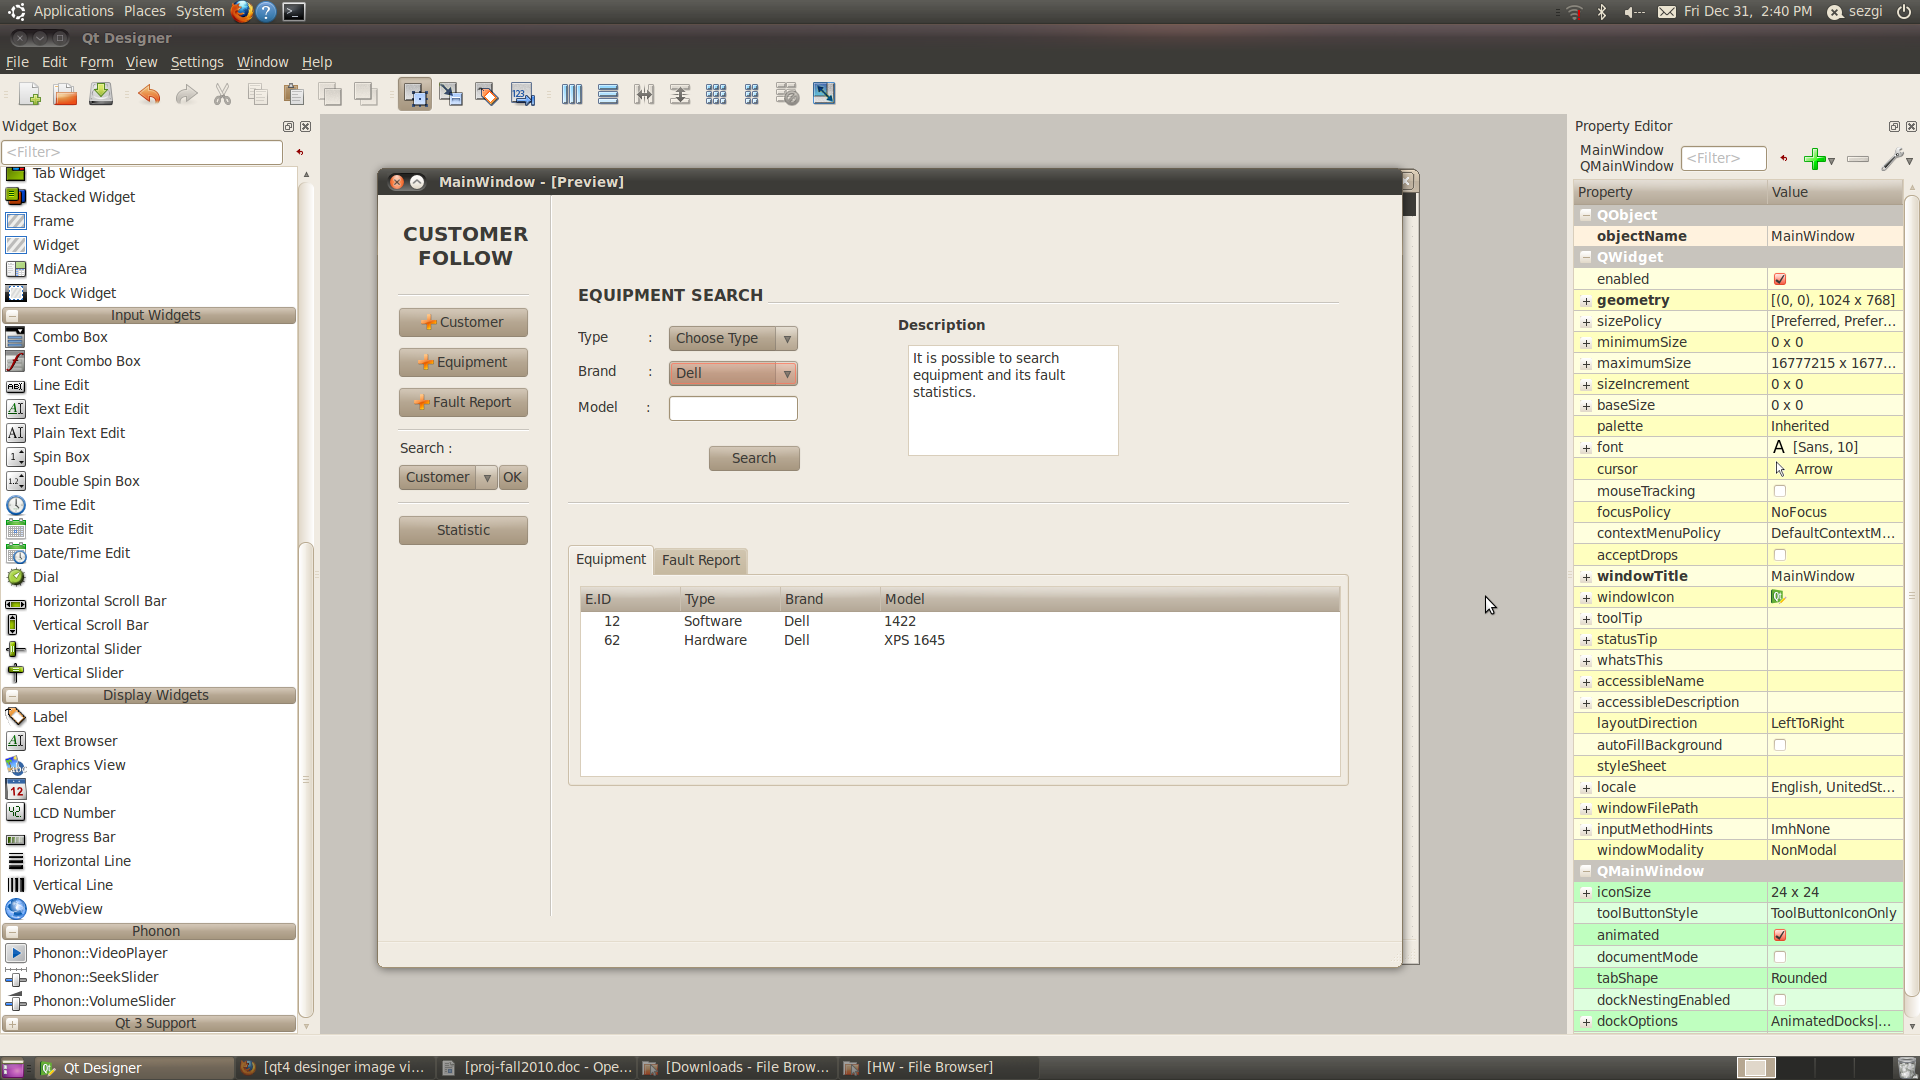 Applications Places System
Fri Dec 31, 2:40 PM sezgi
Qt Designer
File Edit Form View Settings Window Help
Widget Box
<Filter>
Tab Widget
Stacked Widget
Frame
Widget
MdiArea
Dock Widget
Input Widgets
Combo Box
Font Combo Box
Line Edit
Text Edit
Plain Text Edit
Spin Box
Double Spin Box
Time Edit
Date Edit
Date/Time Edit
Dial
Horizontal Scroll Bar
Vertical Scroll Bar
Horizontal Slider
Vertical Slider
Display Widgets
Label
Text Browser
Graphics View
Calendar
LCD Number
Progress Bar
Horizontal Line
Vertical Line
QWebView
Phonon
Phonon::VideoPlayer
Phonon::SeekSlider
Phonon::VolumeSlider
Qt 3 Support
MainWindow - [Preview]
CUSTOMER
FOLLOW
Customer
Equipment
Fault Report
Search :
Customer OK
Statistic
EQUIPMENT SEARCH
Type : Choose Type
Brand : Dell
Model :
Search
Description
It is possible to search
equipment and its fault
statistics.
Equipment Fault Report
E.ID Type Brand Model
12 Software Dell 1422
62 Hardware Dell XPS 1645
Property Editor
MainWindow
QMainWindow
<Filter>
Property Value
QObject
objectName MainWindow
QWidget
enabled
geometry [(0, 0), 1024 x 768]
sizePolicy [Preferred, Prefer...
minimumSize 0 x 0
maximumSize 16777215 x 1677...
sizeIncrement 0 x 0
baseSize 0 x 0
palette Inherited
font A [Sans, 10]
cursor Arrow
mouseTracking
focusPolicy NoFocus
contextMenuPolicy DefaultContextM...
acceptDrops
windowTitle MainWindow
windowIcon
toolTip
statusTip
whatsThis
accessibleName
accessibleDescription
layoutDirection LeftToRight
autoFillBackground
styleSheet
locale English, UnitedSt...
windowFilePath
inputMethodHints ImhNone
windowModality NonModal
QMainWindow
iconSize 24 x 24
toolButtonStyle ToolButtonIconOnly
animated
documentMode
tabShape Rounded
dockNestingEnabled
dockOptions AnimatedDocks|...
Qt Designer
[qt4 desinger image vi...
[proj-fall2010.doc - Ope...
[Downloads - File Brow...
[HW - File Browser]